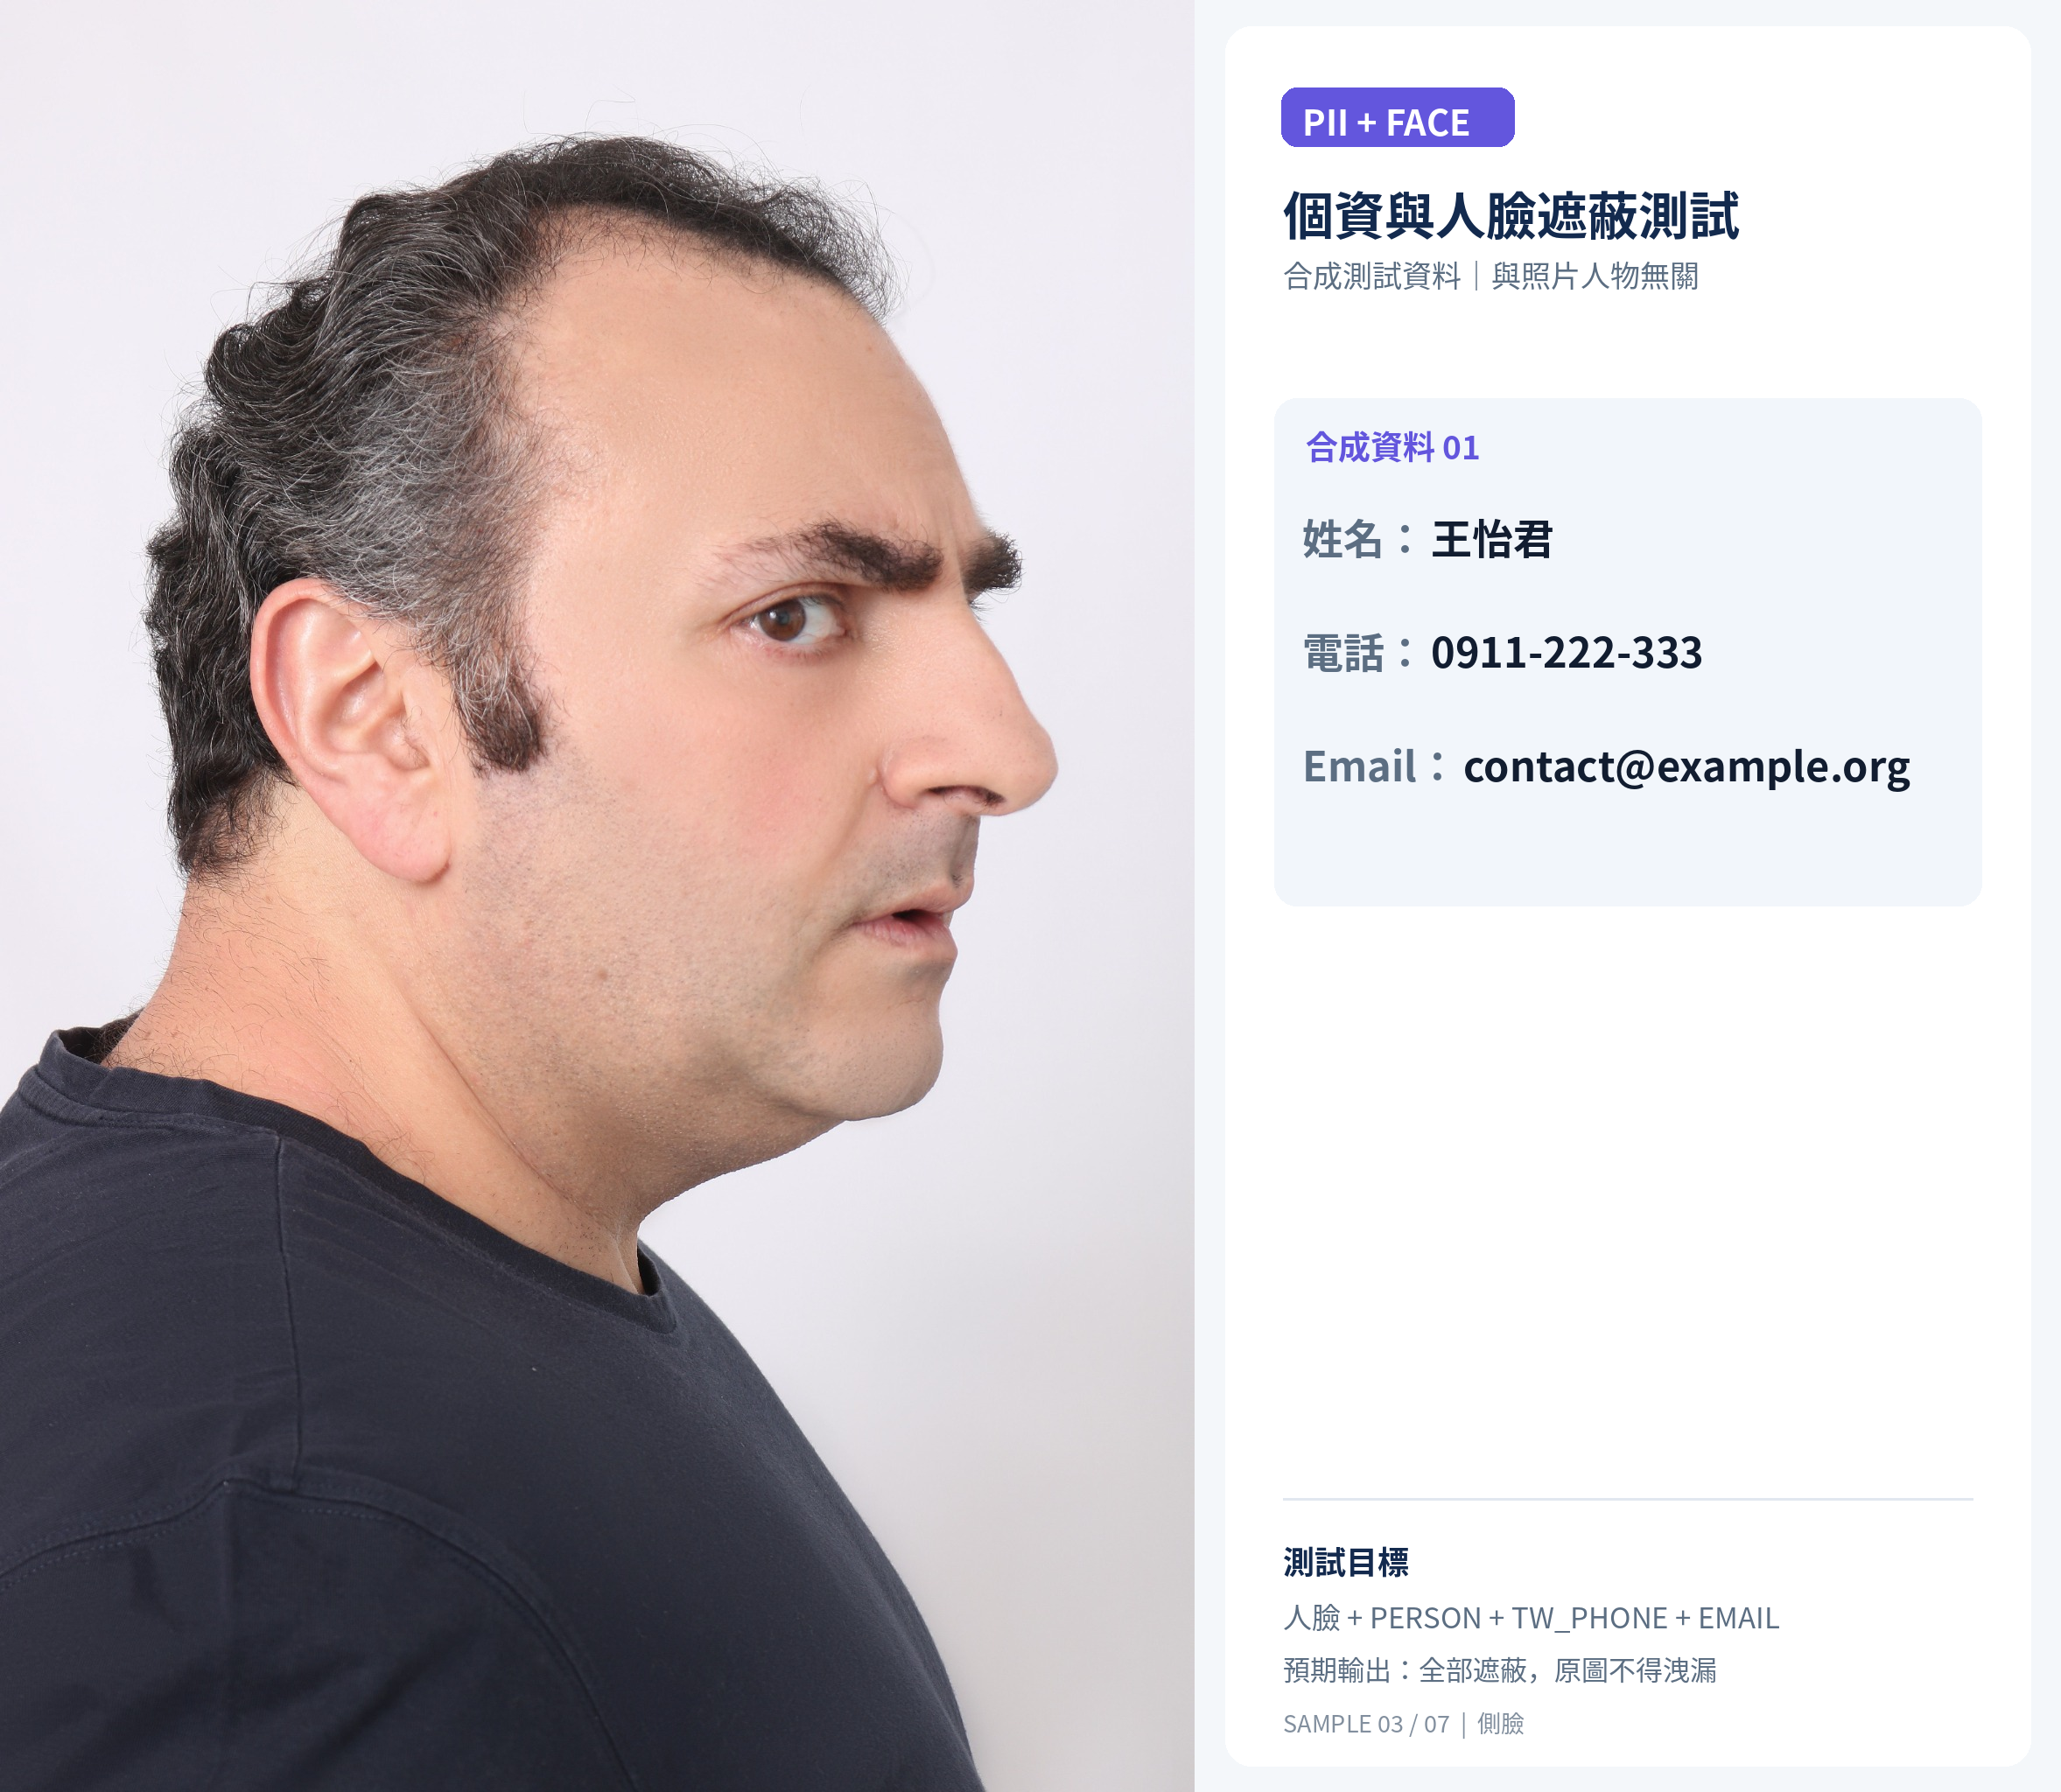 PII + FACE
個資與人臉遮蔽測試
合成測試資料｜與照片人物無關
合成資料 01
姓名：王怡君
電話：0911-222-333
Email：contact@example.org
測試目標
人臉 + PERSON + TW_PHONE + EMAIL
預期輸出：全部遮蔽，原圖不得洩漏
SAMPLE 03 / 07｜側臉